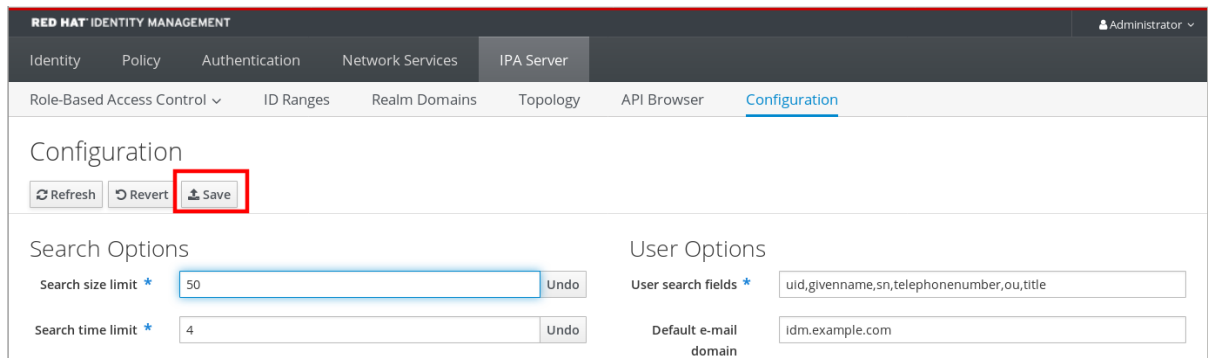 RED HAT® IDENTITY MANAGEMENT Administrator
Identity Policy Authentication Network Services IPA Server
Role-Based Access Control ID Ranges Realm Domains Topology API Browser Configuration
Configuration
Refresh Revert Save
Search Options User Options
Search size limit * 50 Undo User search fields * uid,givenname,sn,telephonenumber,ou,title
Search time limit * 4 Undo Default e-mail idm.example.com
domain